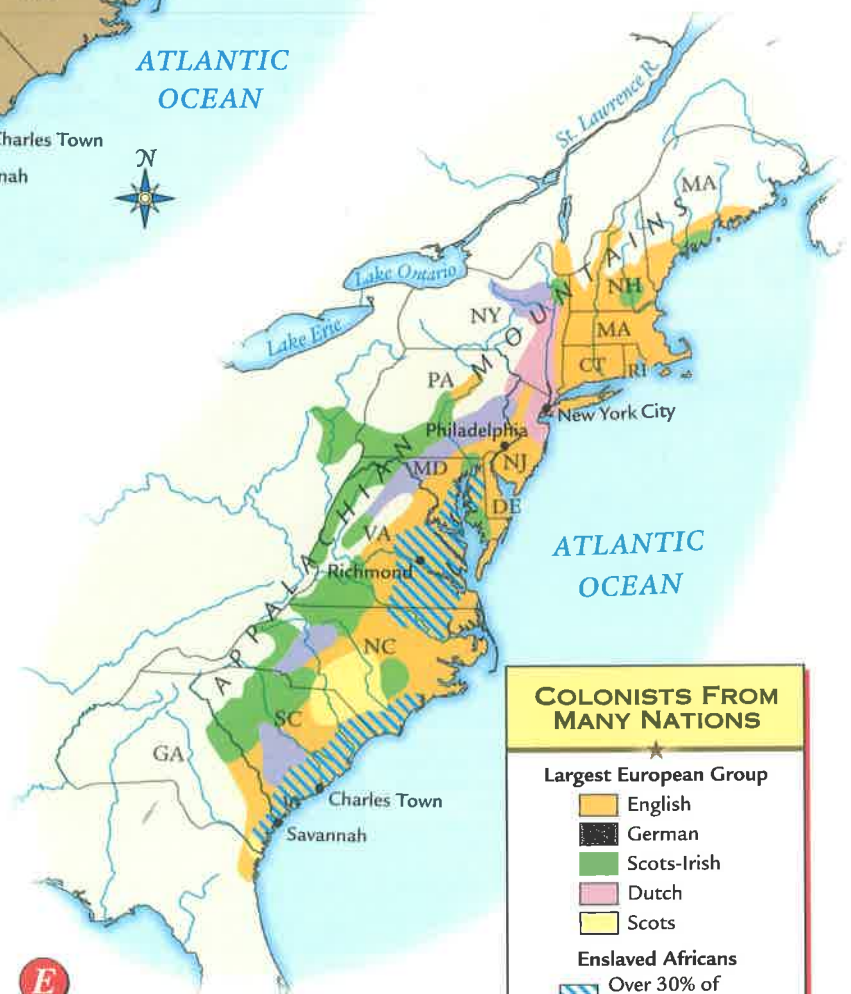 ATLANTIC
OCEAN
Charles Town
nah
N
St. Lawrence R.
MA
Lake Ontario
Lake Erie
NY
NH
MA
CT
RI
PA
New York City
Philadelphia
NJ
MD
DE
VA
Richmond
APPALACHIAN MOUNTAINS
ATLANTIC
OCEAN
NC
SC
GA
Charles Town
Savannah
COLONISTS FROM
MANY NATIONS
Largest European Group
English
German
Scots-Irish
Dutch
Scots
Enslaved Africans
Over 30% of
E